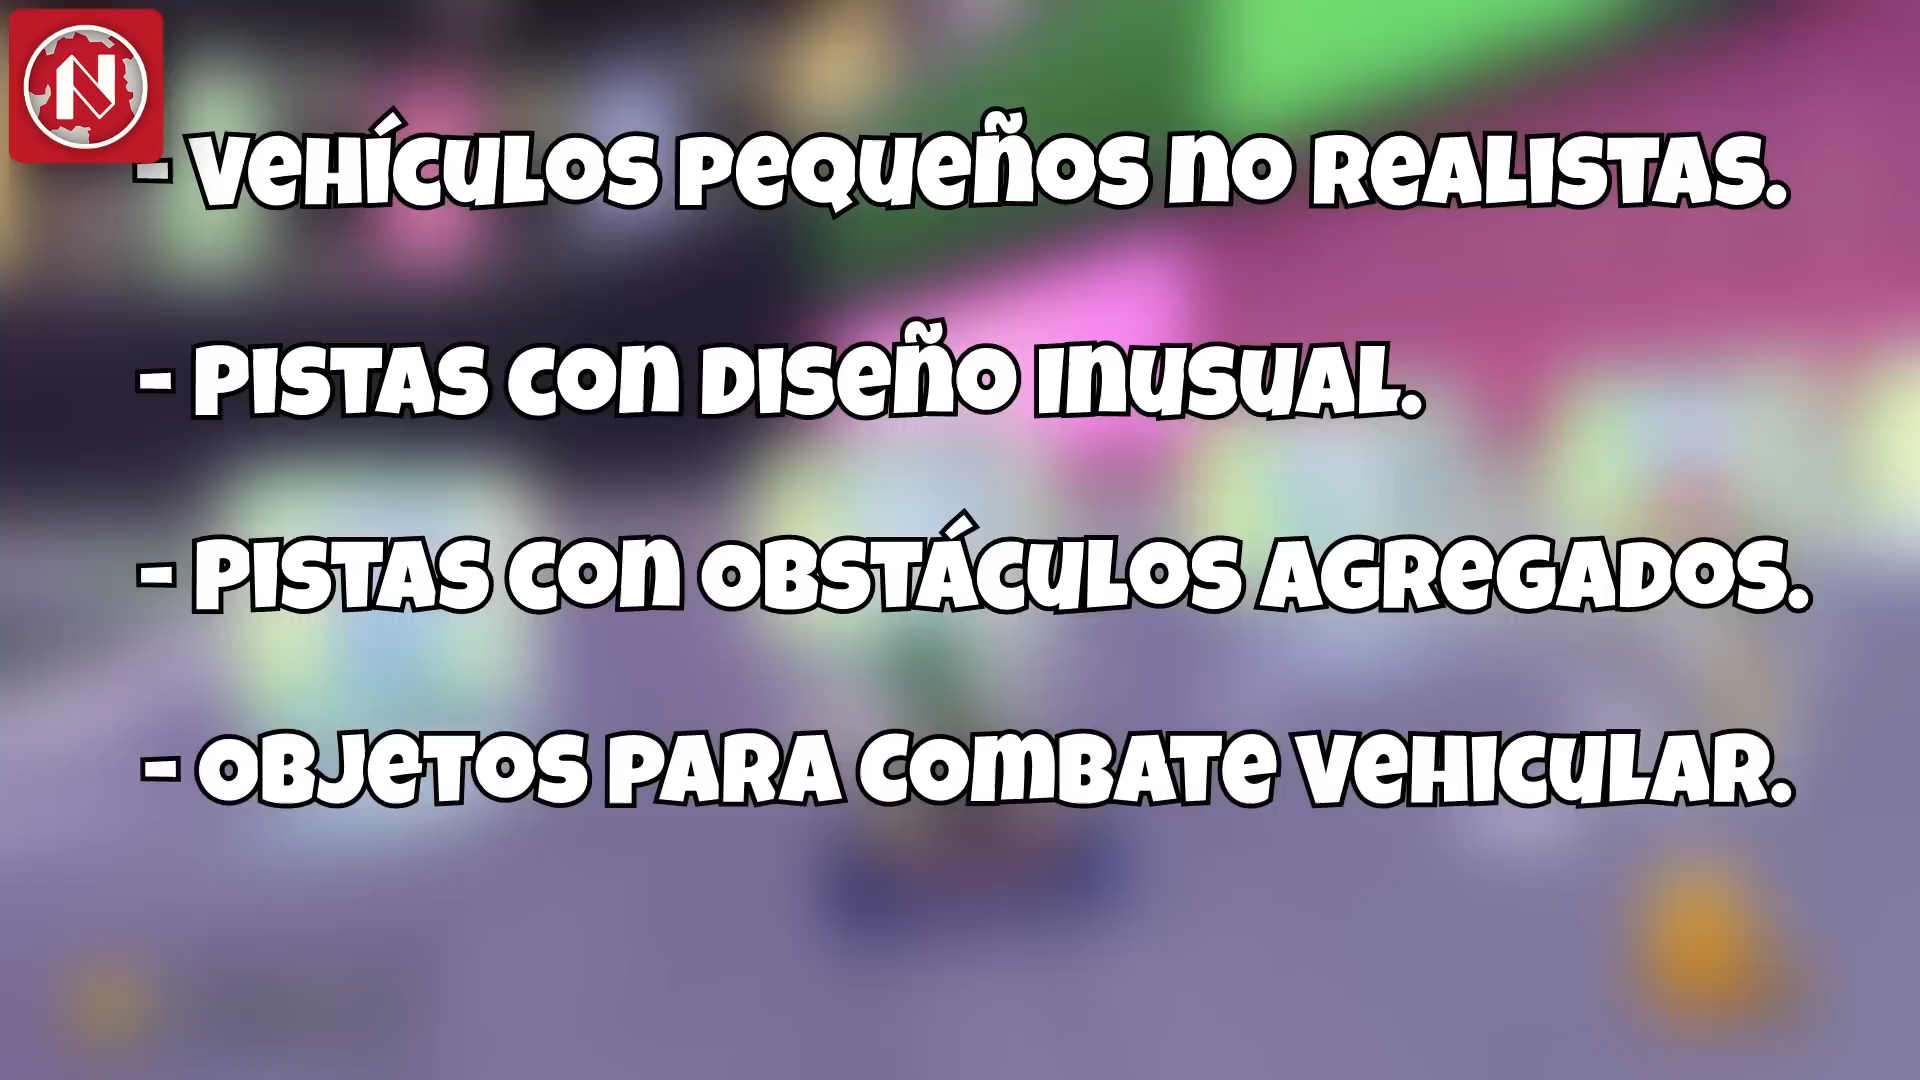 N
- Vehículos pequeños no realistas.
- Pistas con diseño inusual.
- Pistas con obstáculos agregados.
- Objetos para combate vehicular.